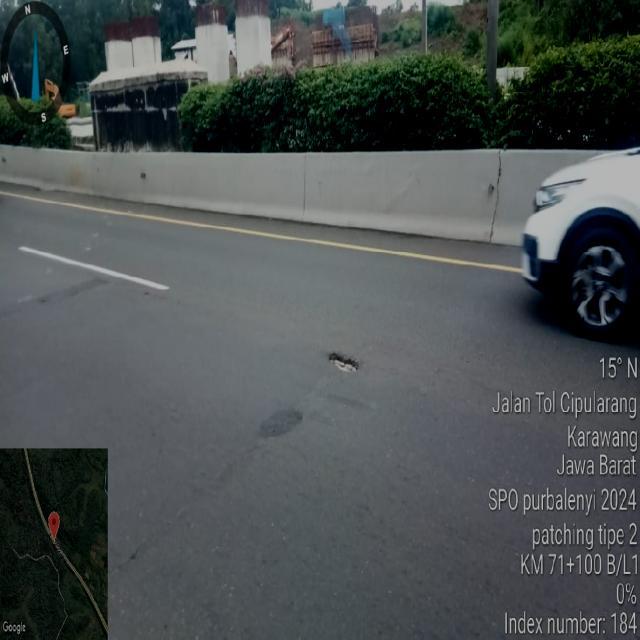 N
E
W
S
15° N
Jalan Tol Cipularang
Karawang
Jawa Barat
SPO purbalenyi 2024
patching tipe 2
KM 71+100 B/L1
0%
Index number: 184
Google